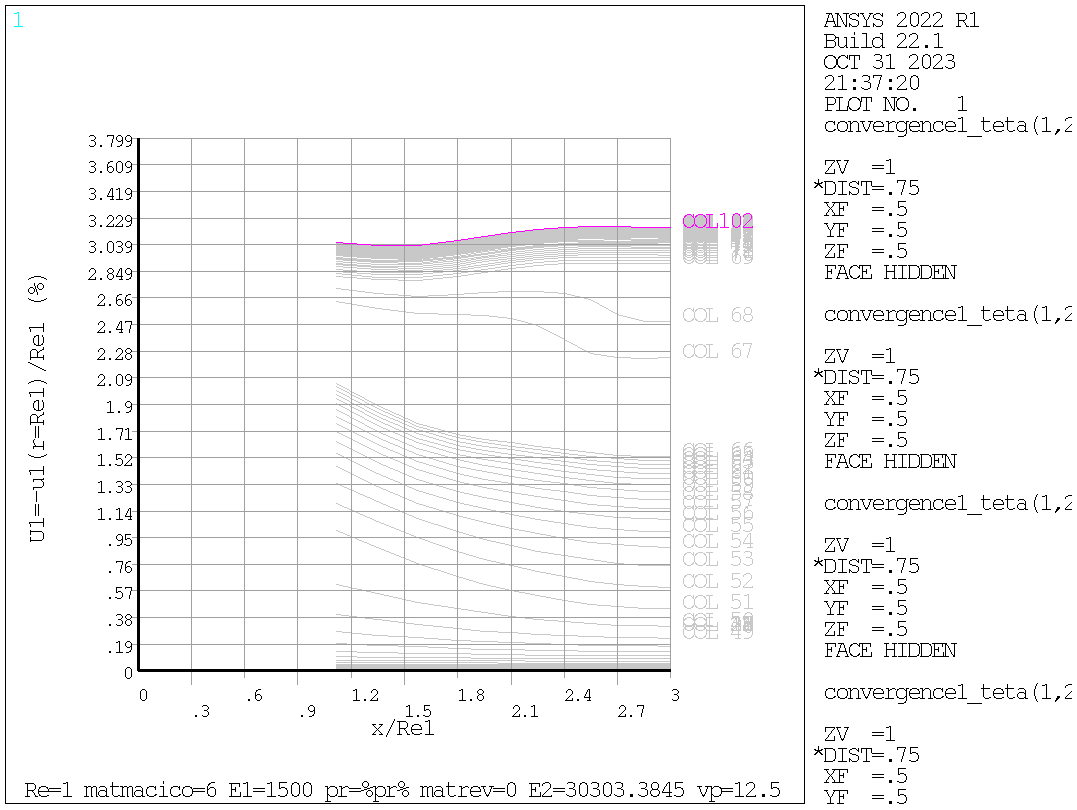 1
ANSYS 2022 R1
Build 22.1
OCT 31 2023
21:37:20
PLOT NO. 1
convergence1_teta(1,2
ZV =1
*DIST=.75
XF =.5
YF =.5
ZF =.5
FACE HIDDEN
convergence1_teta(1,2
ZV =1
*DIST=.75
XF =.5
YF =.5
ZF =.5
FACE HIDDEN
convergence1_teta(1,2
ZV =1
*DIST=.75
XF =.5
YF =.5
ZF =.5
FACE HIDDEN
convergence1_teta(1,2
ZV =1
*DIST=.75
XF =.5
YF =.5
U1=-u1(r=Re1)/Re1 (%)
3.799
3.609
3.419
3.229
3.039
2.849
2.66
2.47
2.28
2.09
1.9
1.71
1.52
1.33
1.14
.95
.76
.57
.38
.19
0
COL102
COL 69
COL 68
COL 67
COL 66
COL 56
COL 55
COL 54
COL 53
COL 52
COL 51
COL 49
0 .3 .6 .9 1.2 1.5 1.8 2.1 2.4 2.7 3
x/Re1
Re=1 matmacico=6 E1=1500 pr=%pr% matrev=0 E2=30303.3845 vp=12.5